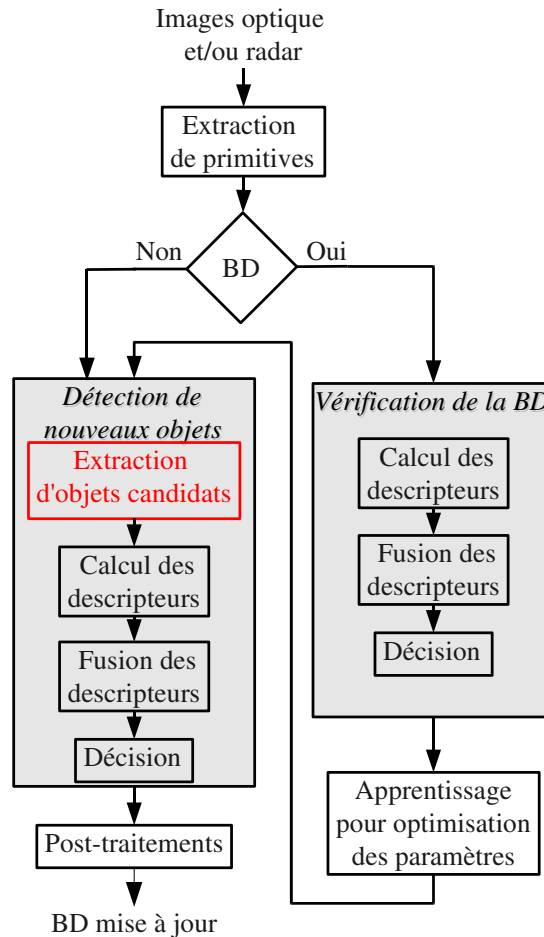 Images optique
et/ou radar
Extraction
de primitives
Non
BD
Oui
Détection de
nouveaux objets
Extraction
d'objets candidats
Calcul des
descripteurs
Fusion des
descripteurs
Décision
Post-traitements
BD mise à jour
Vérification de la BD
Calcul des
descripteurs
Fusion des
descripteurs
Décision
Apprentissage
pour optimisation
des paramètres